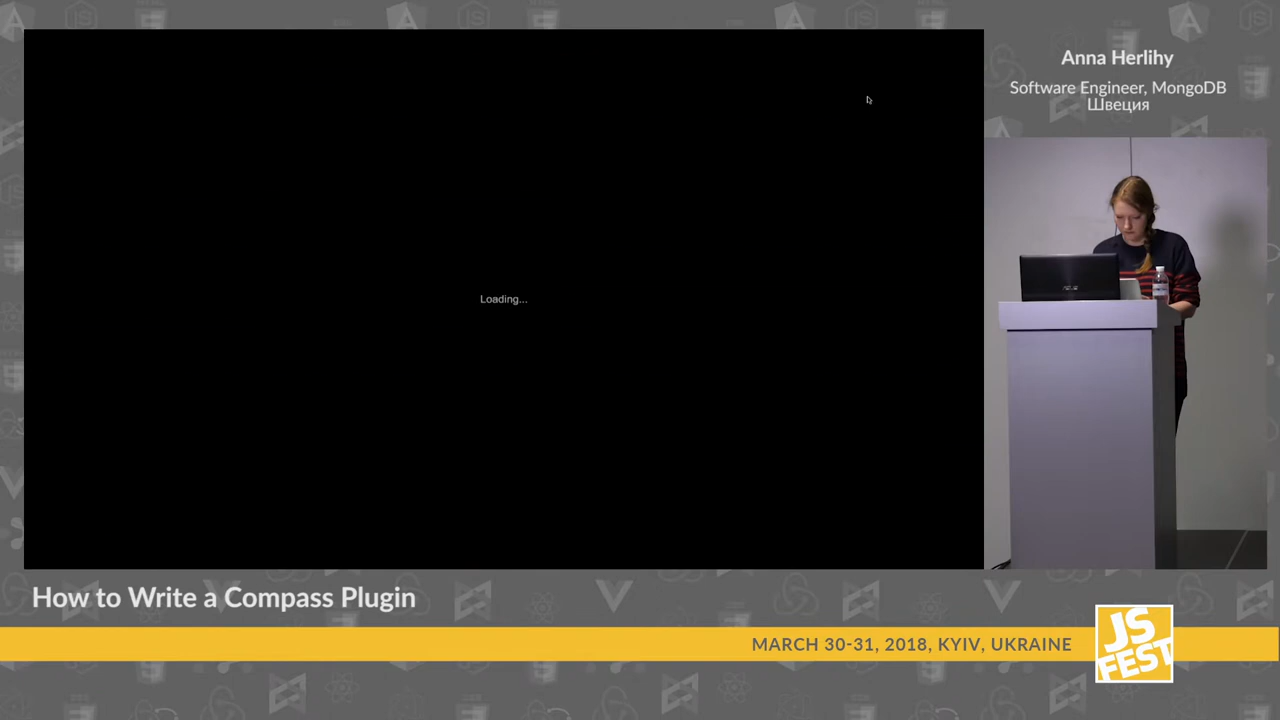 Anna Herlihy
Software Engineer, MongoDB
Швеция
Loading...
How to Write a Compass Plugin
MARCH 30-31, 2018, KYIV, UKRAINE
JS
FEST